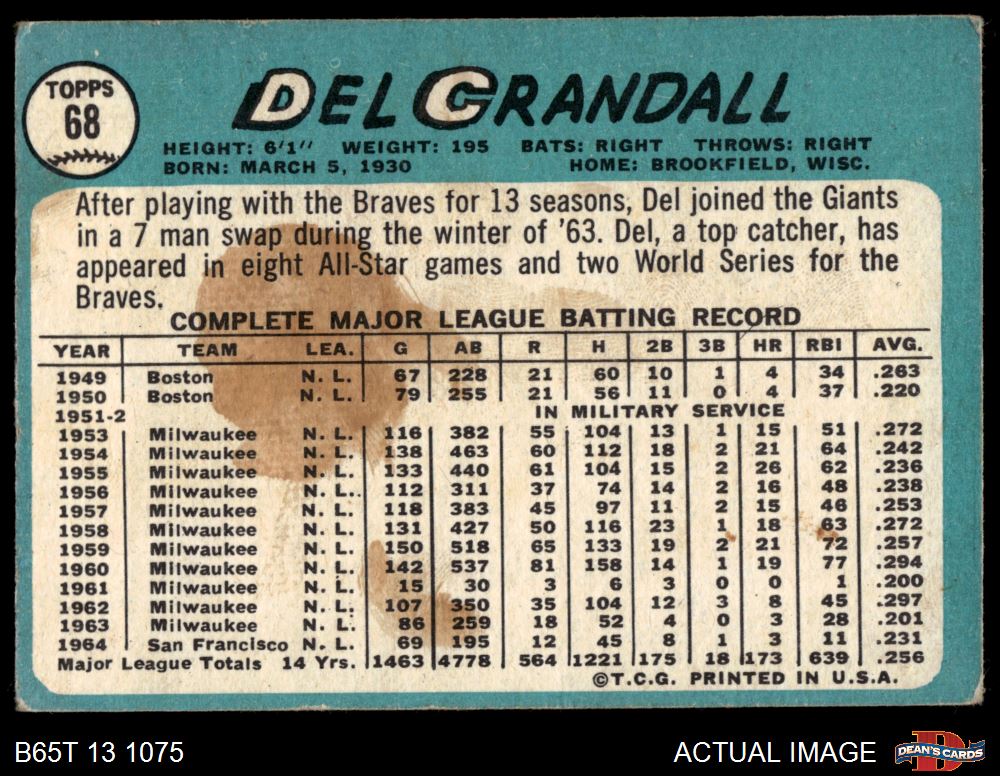 TOPPS
68
DEL CRANDALL
HEIGHT: 6'1" WEIGHT: 195 BATS: RIGHT THROWS: RIGHT
BORN: MARCH 5, 1930 HOME: BROOKFIELD, WISC.
After playing with the Braves for 13 seasons, Del joined the Giants
in a 7 man swap during the winter of '63. Del, a top catcher, has
appeared in eight All-Star games and two World Series for the
Braves.
COMPLETE MAJOR LEAGUE BATTING RECORD
YEAR TEAM LEA. G AB R H 2B 3B HR RBI AVG.
1949 Boston N. L. 67 228 21 60 10 1 4 34 .263
1950 Boston N. L. 79 255 21 56 11 0 4 37 .220
1951-2 IN MILITARY SERVICE
1953 Milwaukee N. L. 116 382 55 104 13 1 15 51 .272
1954 Milwaukee N. L. 138 463 60 112 18 2 21 64 .242
1955 Milwaukee N. L. 133 440 61 104 15 2 26 62 .236
1956 Milwaukee N. L. 112 311 37 74 14 2 16 48 .238
1957 Milwaukee N. L. 118 383 45 97 11 2 15 46 .253
1958 Milwaukee N. L. 131 427 50 116 23 1 18 63 .272
1959 Milwaukee N. L. 150 518 65 133 19 2 21 72 .257
1960 Milwaukee N. L. 142 537 81 158 14 1 19 77 .294
1961 Milwaukee N. L. 15 30 3 6 3 0 0 1 .200
1962 Milwaukee N. L. 107 350 35 104 12 3 8 45 .297
1963 Milwaukee N. L. 86 259 18 52 4 0 3 28 .201
1964 San Francisco N. L. 69 195 12 45 8 1 3 11 .231
Major League Totals 14 Yrs. 1463 4778 564 1221 175 18 173 639 .256
©T.C.G. PRINTED IN U.S.A.
B65T 13 1075 ACTUAL IMAGE DEAN'S CARDS